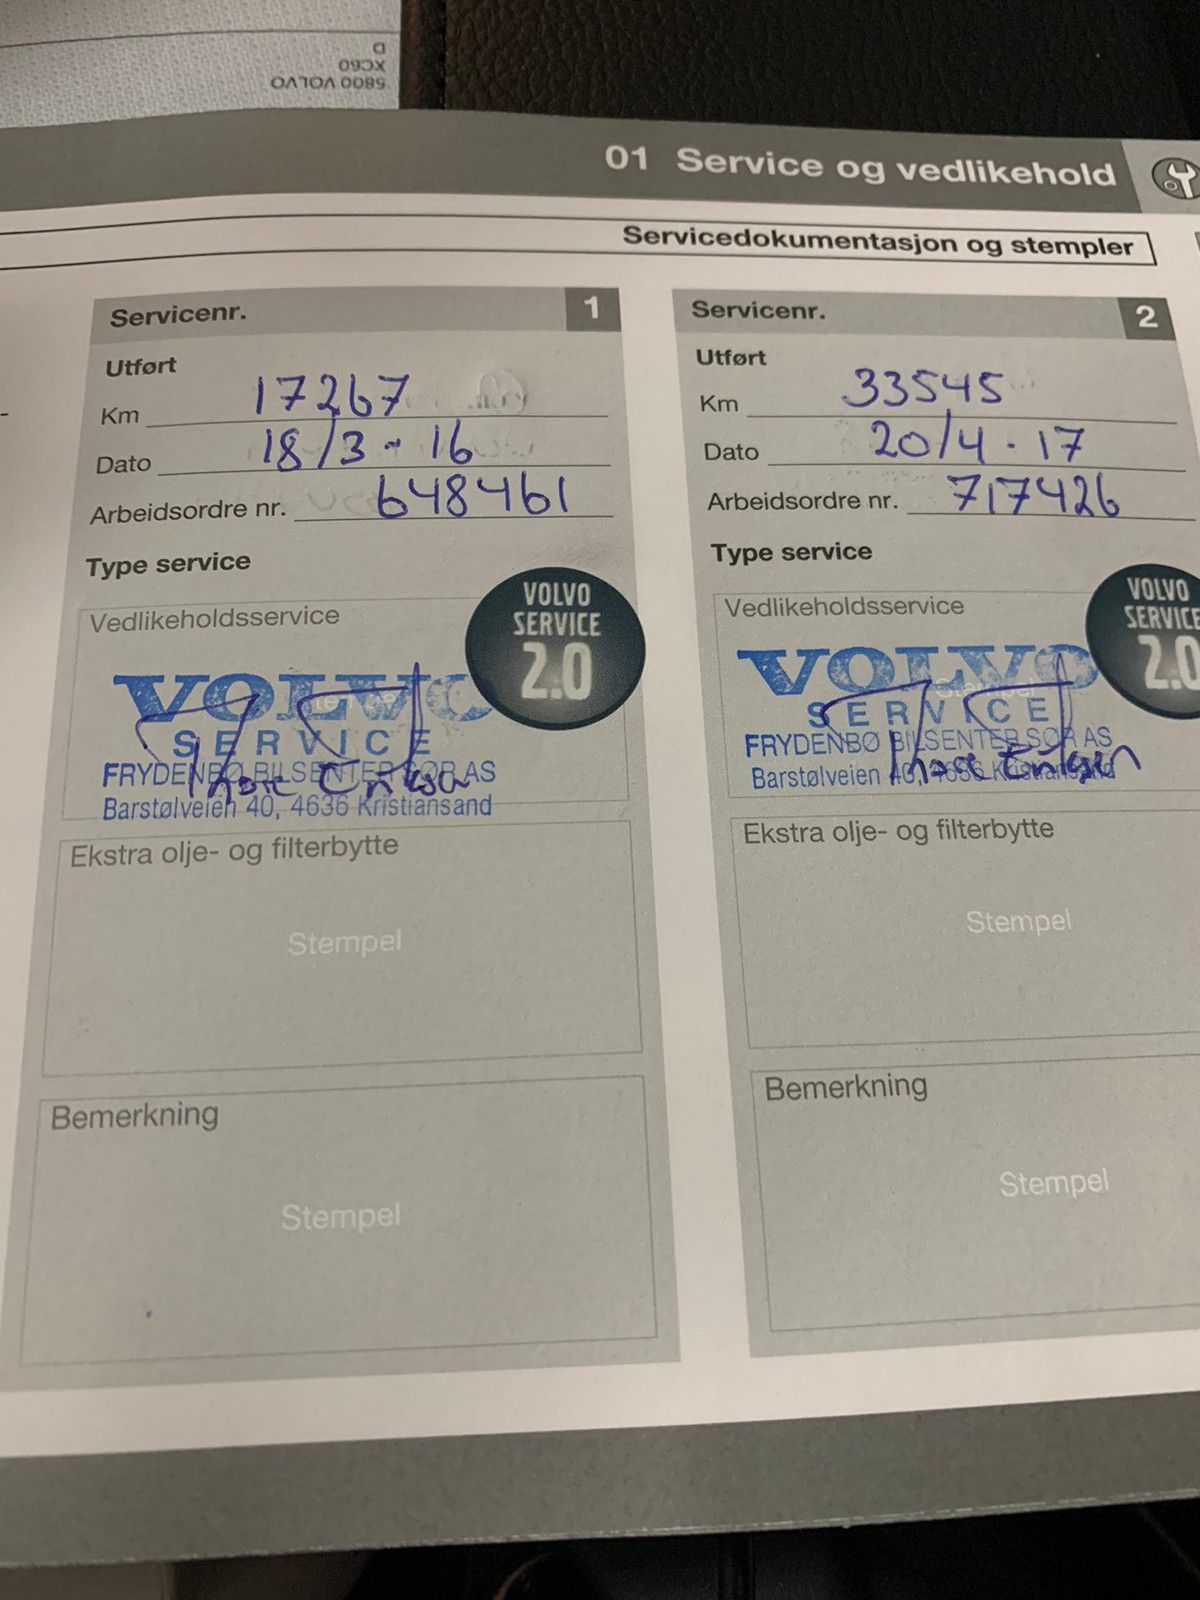 5800 VOLVO
XC60
D
01 Service og vedlikehold
Servicedokumentasjon og stempler
Servicenr. 1
Utført
Km 17267
Dato 18/3 - 16
Arbeidsordre nr. 648461
Type service
Vedlikeholdsservice
VOLVO
SERVICE
2.0
VOLVO
SERVICE
FRYDENBØ BILSENTER SØR AS
Barstølveien 40, 4636 Kristiansand
Ekstra olje- og filterbytte
Stempel
Bemerkning
Stempel
Servicenr. 2
Utført
Km 33545
Dato 20/4 - 17
Arbeidsordre nr. 717426
Type service
Vedlikeholdsservice
VOLVO
SERVICE
2.0
Stempel
VOLVO
SERVICE
FRYDENBØ BILSENTER SØR AS
Barstølveien 40, 4636 Kristiansand
Ekstra olje- og filterbytte
Stempel
Bemerkning
Stempel